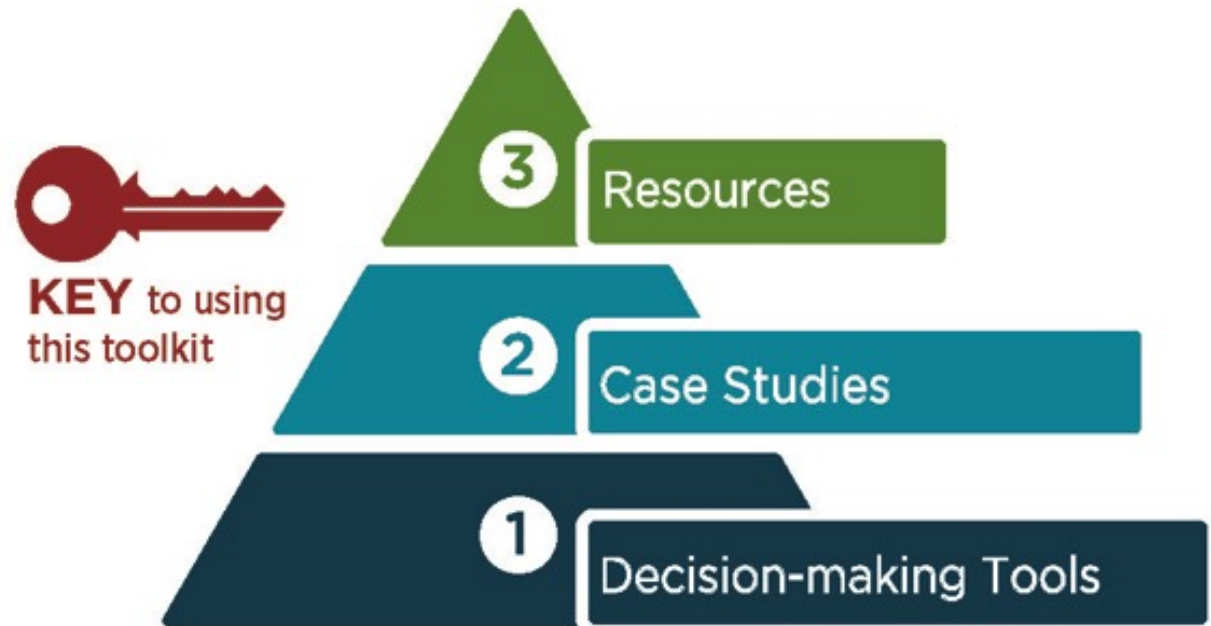 3
Resources
KEY to using
this toolkit
2
Case Studies
1
Decision-making Tools